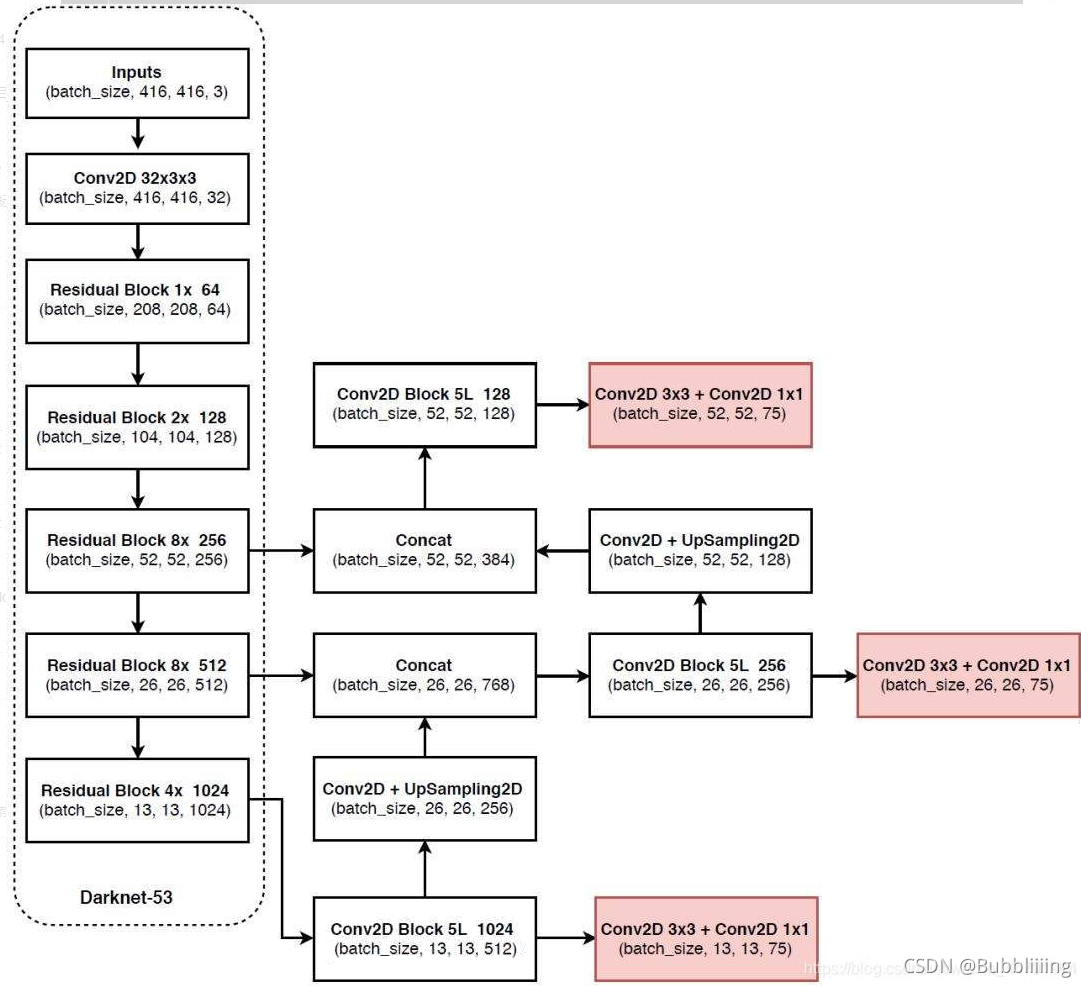 Inputs
(batch_size, 416, 416, 3)
Conv2D 32x3x3
(batch_size, 416, 416, 32)
Residual Block 1x 64
(batch_size, 208, 208, 64)
Residual Block 2x 128
(batch_size, 104, 104, 128)
Residual Block 8x 256
(batch_size, 52, 52, 256)
Residual Block 8x 512
(batch_size, 26, 26, 512)
Residual Block 4x 1024
(batch_size, 13, 13, 1024)
Darknet-53
Conv2D Block 5L 128
(batch_size, 52, 52, 128)
Conv2D 3x3 + Conv2D 1x1
(batch_size, 52, 52, 75)
Concat
(batch_size, 52, 52, 384)
Conv2D + UpSampling2D
(batch_size, 52, 52, 128)
Concat
(batch_size, 26, 26, 768)
Conv2D Block 5L 256
(batch_size, 26, 26, 256)
Conv2D 3x3 + Conv2D 1x1
(batch_size, 26, 26, 75)
Conv2D + UpSampling2D
(batch_size, 26, 26, 256)
Conv2D Block 5L 1024
(batch_size, 13, 13, 512)
Conv2D 3x3 + Conv2D 1x1
(batch_size, 13, 13, 75)
CSDN @Bubbliiiing